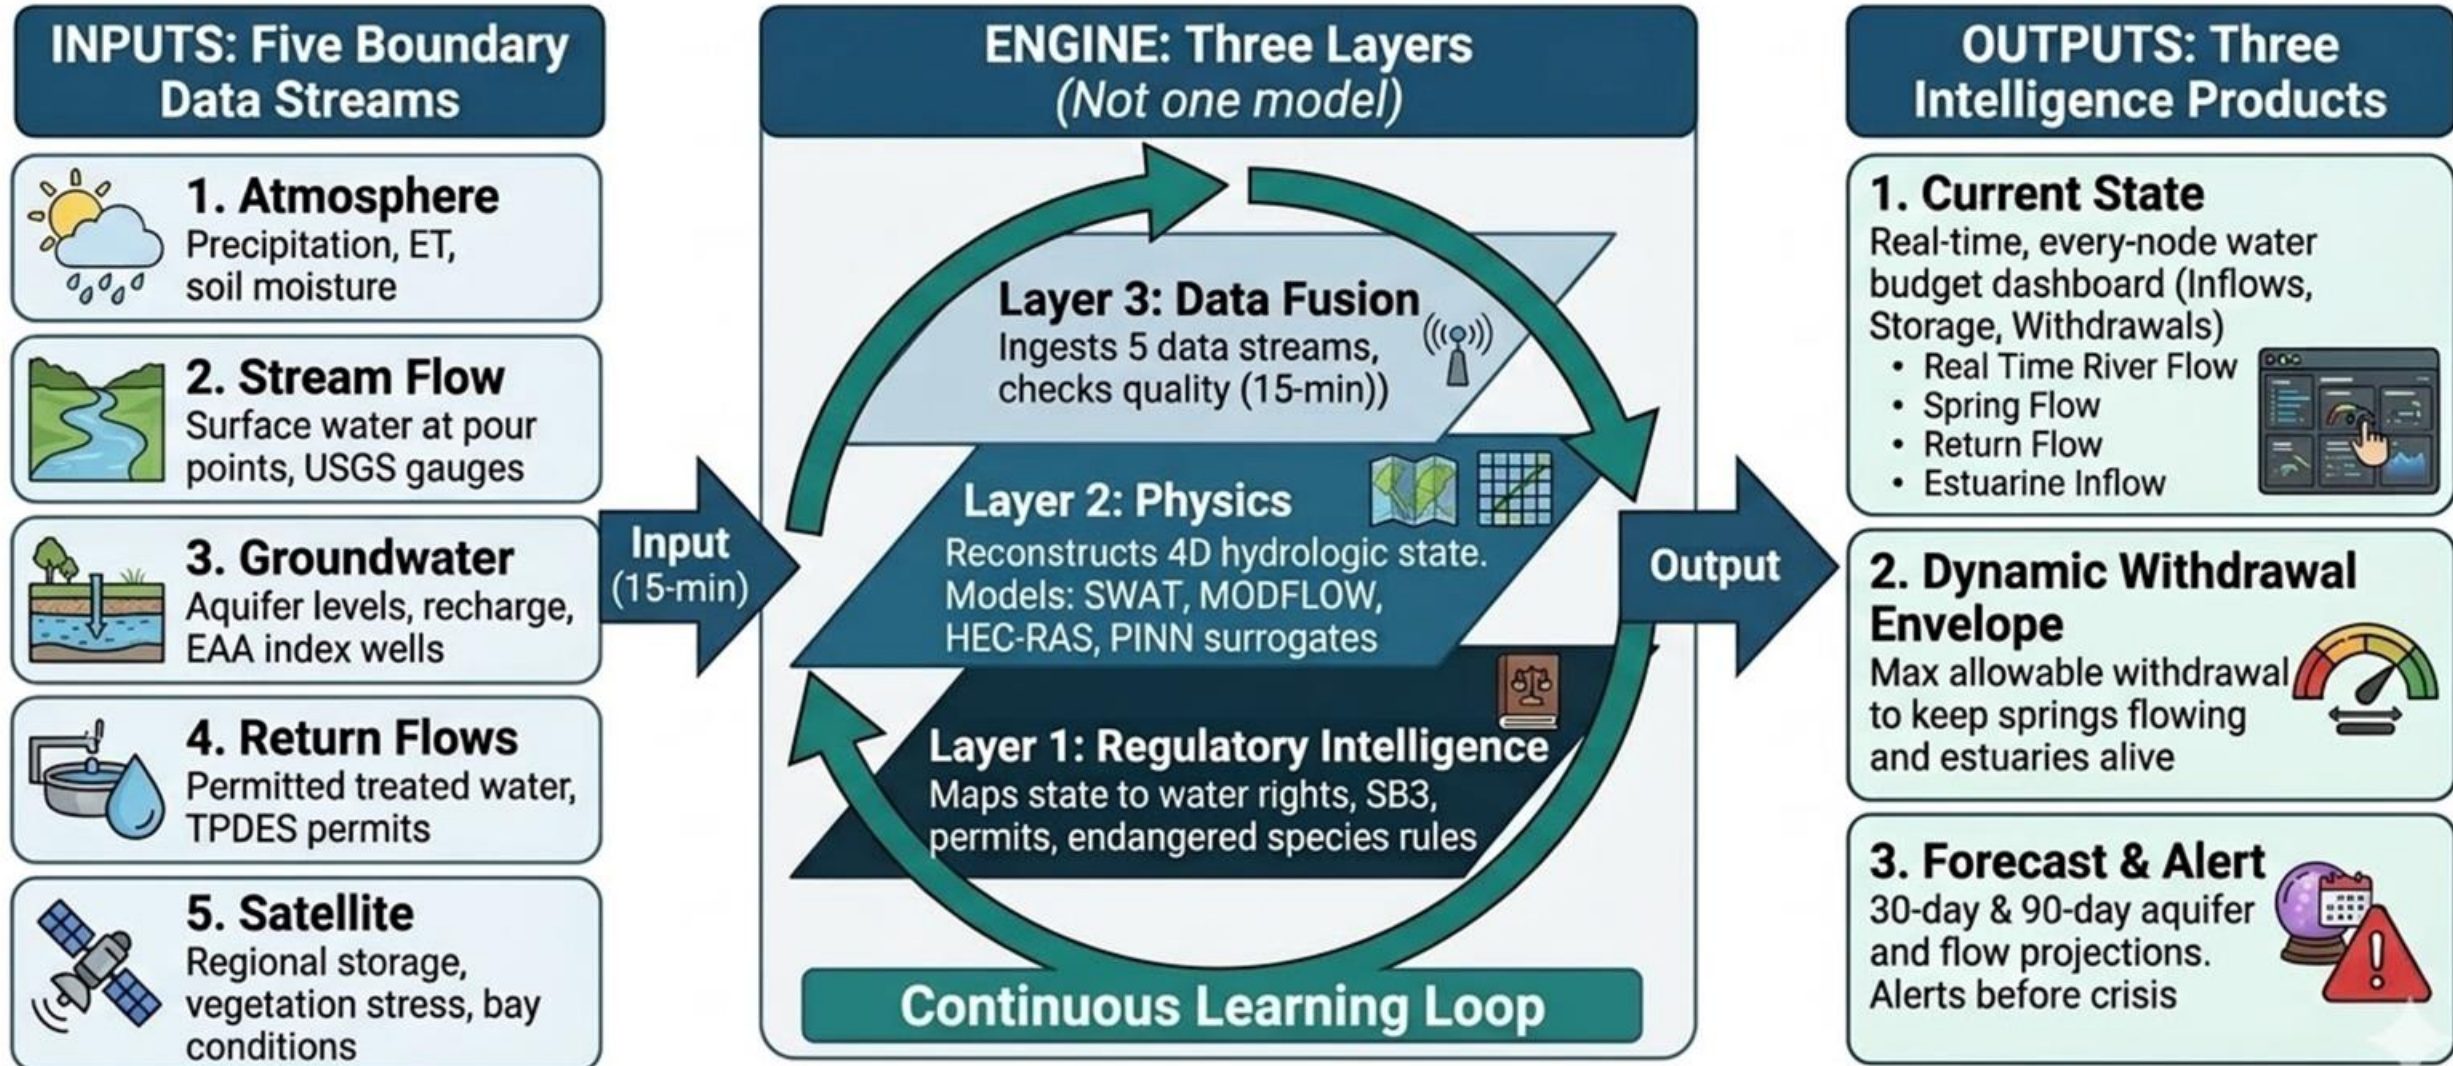 INPUTS: Five Boundary
Data Streams
1. Atmosphere
Precipitation, ET,
soil moisture
2. Stream Flow
Surface water at pour
points, USGS gauges
3. Groundwater
Aquifer levels, recharge,
EAA index wells
4. Return Flows
Permitted treated water,
TPDES permits
5. Satellite
Regional storage,
vegetation stress, bay
conditions
Input
(15-min)
ENGINE: Three Layers
(Not one model)
Layer 3: Data Fusion
Ingests 5 data streams,
checks quality (15-min))
Layer 2: Physics
Reconstructs 4D hydrologic state.
Models: SWAT, MODFLOW,
HEC-RAS, PINN surrogates
Layer 1: Regulatory Intelligence
Maps state to water rights, SB3,
permits, endangered species rules
Continuous Learning Loop
Output
OUTPUTS: Three
Intelligence Products
1. Current State
Real-time, every-node water
budget dashboard (Inflows,
Storage, Withdrawals)
• Real Time River Flow
• Spring Flow
• Return Flow
• Estuarine Inflow
2. Dynamic Withdrawal
Envelope
Max allowable withdrawal
to keep springs flowing
and estuaries alive
3. Forecast & Alert
30-day & 90-day aquifer
and flow projections.
Alerts before crisis